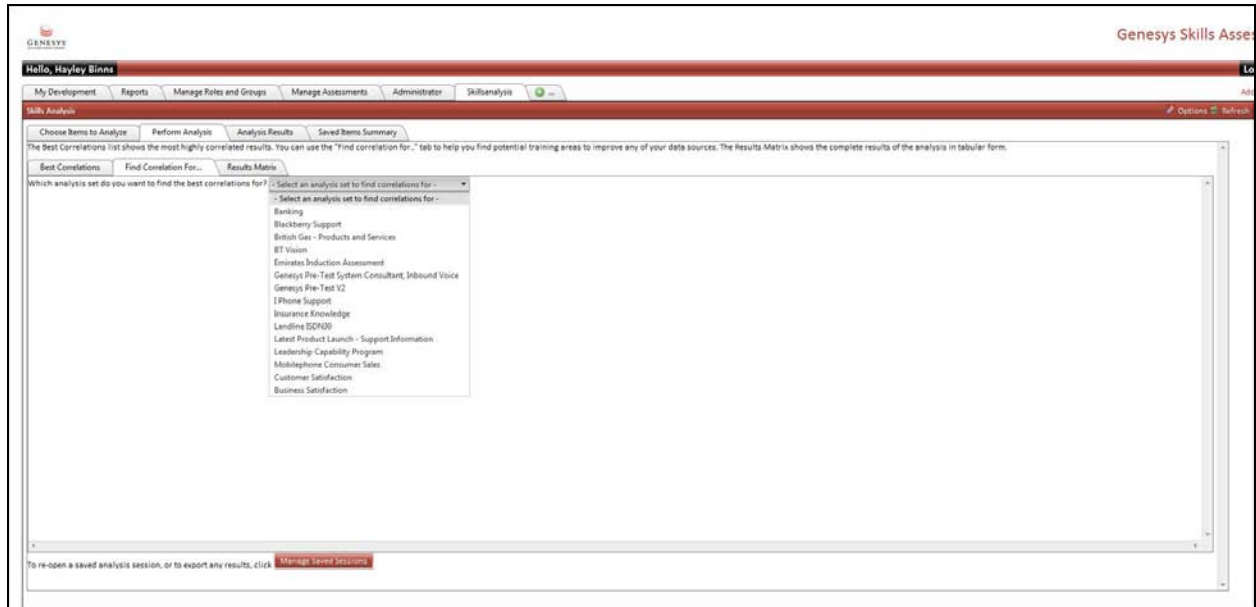 GENESYS
Genesys Skills Asses
Hello, Hayley Binns
Lo
My Development Reports Manage Roles and Groups Manage Assessments Administrator Skillsanalysis ...
Add
Skills Analysis Options Refresh
Choose Items to Analyze Perform Analysis Analysis Results Saved Items Summary
The Best Correlations list shows the most highly correlated results. You can use the "Find correlation for.." tab to help you find potential training areas to improve any of your data sources. The Results Matrix shows the complete results of the analysis in tabular form.
Best Correlations Find Correlation For... Results Matrix
Which analysis set do you want to find the best correlations for? - Select an analysis set to find correlations for -
- Select an analysis set to find correlations for -
Banking
Blackberry Support
British Gas - Products and Services
BT Vision
Emirates Induction Assessment
Genesys Pre-Test System Consultant, Inbound Voice
Genesys Pre-Test V2
I Phone Support
Insurance Knowledge
Landline ISDN30
Latest Product Launch - Support Information
Leadership Capability Program
Mobilephone Consumer Sales
Customer Satisfaction
Business Satisfaction
To re-open a saved analysis session, or to export any results, click Manage Saved Sessions